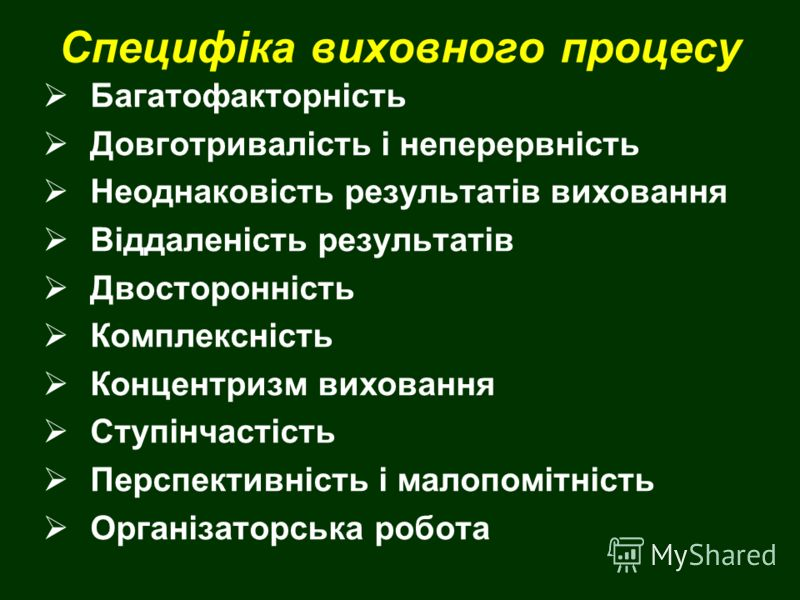 Специфіка виховного процесу
Багатофакторність
Довготривалість і неперервність
Неоднаковість результатів виховання
Віддаленість результатів
Двосторонність
Комплексність
Концентризм виховання
Ступінчастість
Перспективність і малопомітність
Організаторська робота
MyShared